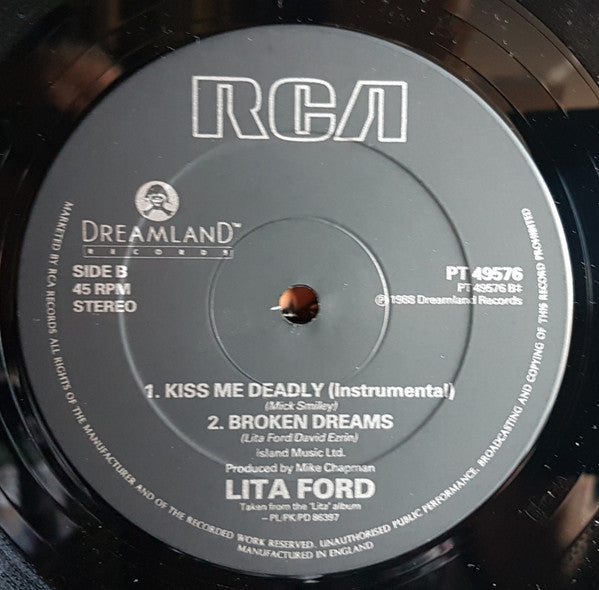 RCA
DREAMLAND™
RECORDS
SIDE B
45 RPM
STEREO
PT 49576
PT 49576 B‡
℗ 1988 Dreamland Records
1. KISS ME DEADLY (Instrumental)
(Mick Smiley)
2. BROKEN DREAMS
(Lita Ford David Ezrin)
Island Music Ltd.
Produced by Mike Chapman
LITA FORD
Taken from the 'Lita' album
– PL/PK/PD 86397
MARKETED BY RCA RECORDS ALL RIGHTS OF THE MANUFACTURER AND OF THE RECORDED WORK RESERVED. UNAUTHORISED PUBLIC PERFORMANCE, BROADCASTING AND COPYING OF THIS RECORD PROHIBITED
MANUFACTURED IN ENGLAND